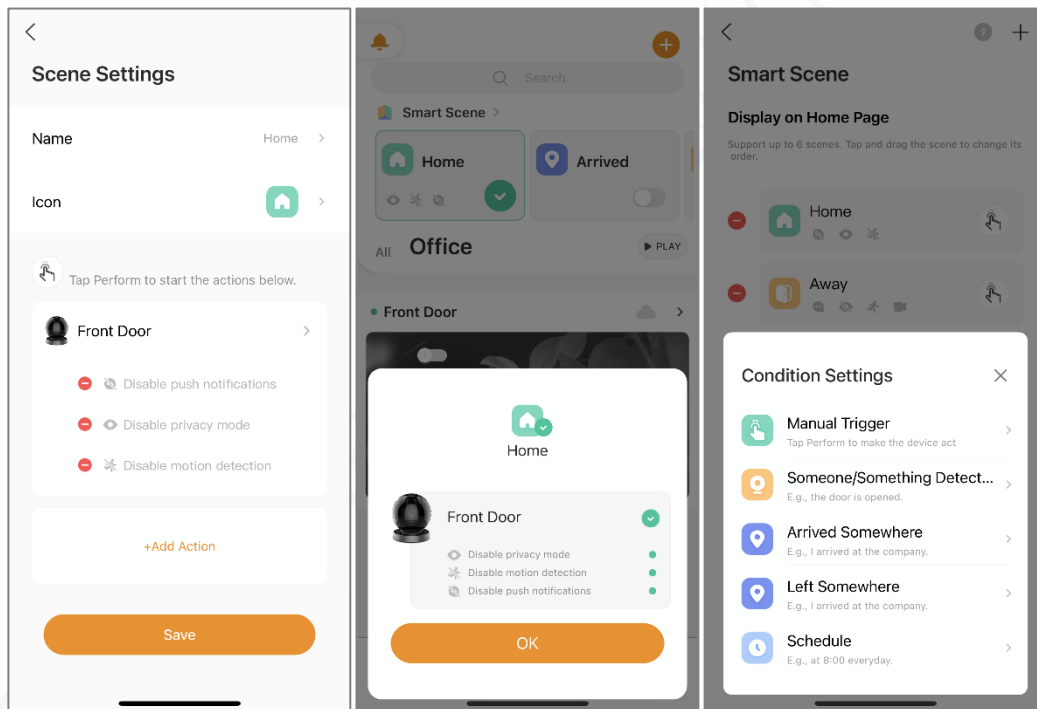 Scene Settings
Name
Home
Icon
Tap Perform to start the actions below.
Front Door
Disable push notifications
Disable privacy mode
Disable motion detection
+Add Action
Save
Search
Smart Scene
Home
Arrived
All
Office
PLAY
Front Door
Home
Front Door
Disable privacy mode
Disable motion detection
Disable push notifications
OK
?
Smart Scene
Display on Home Page
Support up to 6 scenes. Tap and drag the scene to change its
order.
Home
Away
Condition Settings
Manual Trigger
Tap Perform to make the device act
Someone/Something Detect...
E.g., the door is opened.
Arrived Somewhere
E.g., I arrived at the company.
Left Somewhere
E.g., I arrived at the company.
Schedule
E.g., at 8:00 everyday.